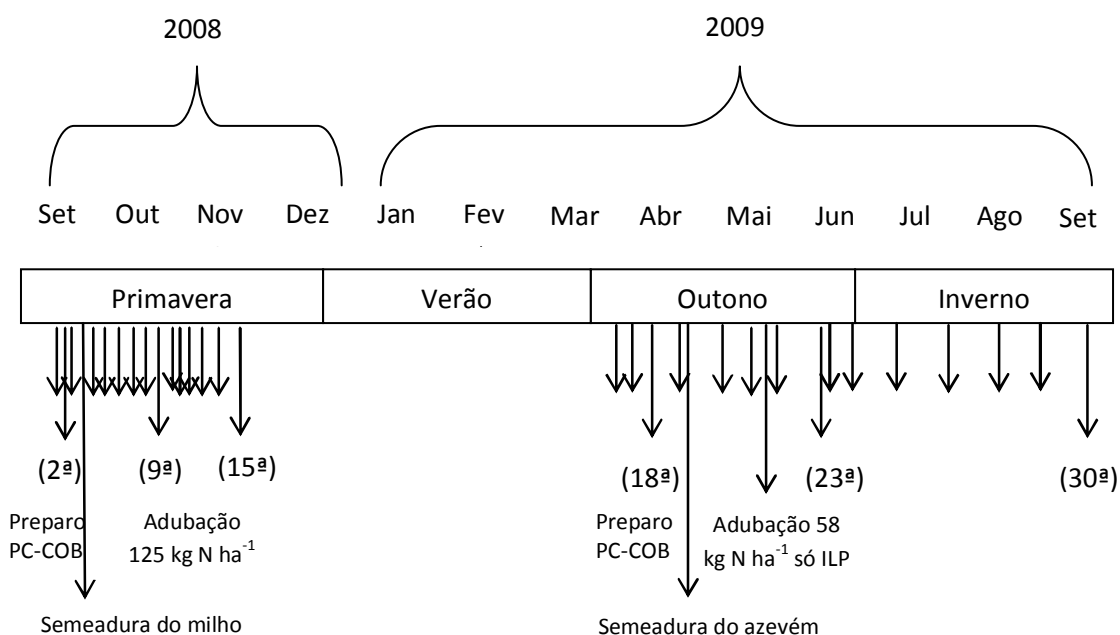 2008 2009
Set Out Nov Dez Jan Fev Mar Abr Mai Jun Jul Ago Set
Primavera Verão Outono Inverno
(2ª) (9ª) (15ª) (18ª) (23ª) (30ª)
Preparo Adubação Preparo Adubação 58
PC-COB 125 kg N ha⁻¹ PC-COB kg N ha⁻¹ só ILP
Semeadura do milho Semeadura do azevém